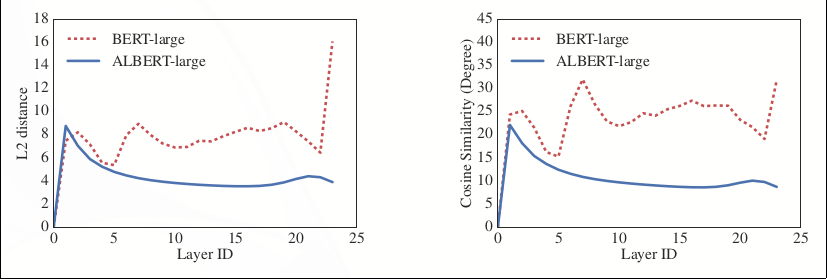 18
16
14
12
10
8
6
4
2
0
L2 distance
BERT-large
ALBERT-large
0 5 10 15 20 25
Layer ID
45
40
35
30
25
20
15
10
5
0
Cosine Similarity (Degree)
BERT-large
ALBERT-large
0 5 10 15 20 25
Layer ID